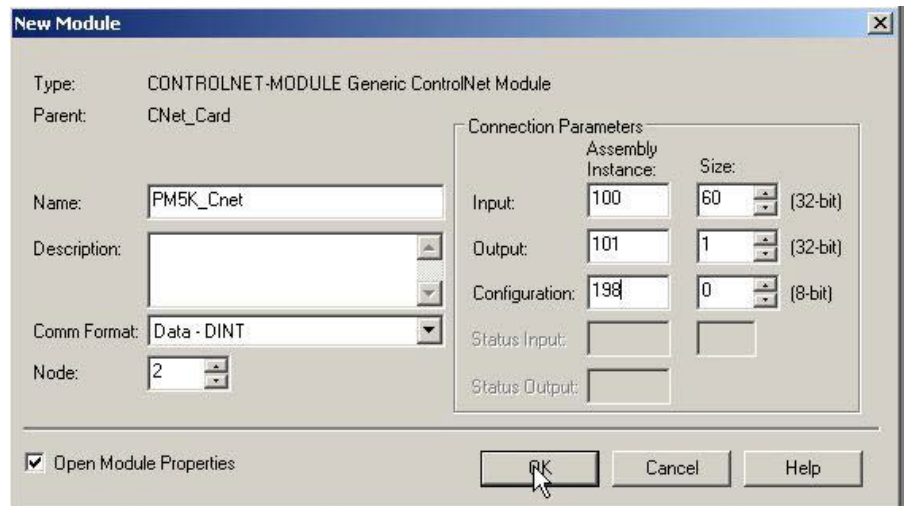 New Module
Type: CONTROLNET-MODULE Generic ControlNet Module
Parent: CNet_Card
Connection Parameters
Assembly
Instance: Size:
Name: PM5K_Cnet
Input: 100 60 (32-bit)
Description:
Output: 101 1 (32-bit)
Configuration: 198 0 (8-bit)
Comm Format: Data - DINT
Status Input:
Node: 2
Status Output:
Open Module Properties
OK Cancel Help